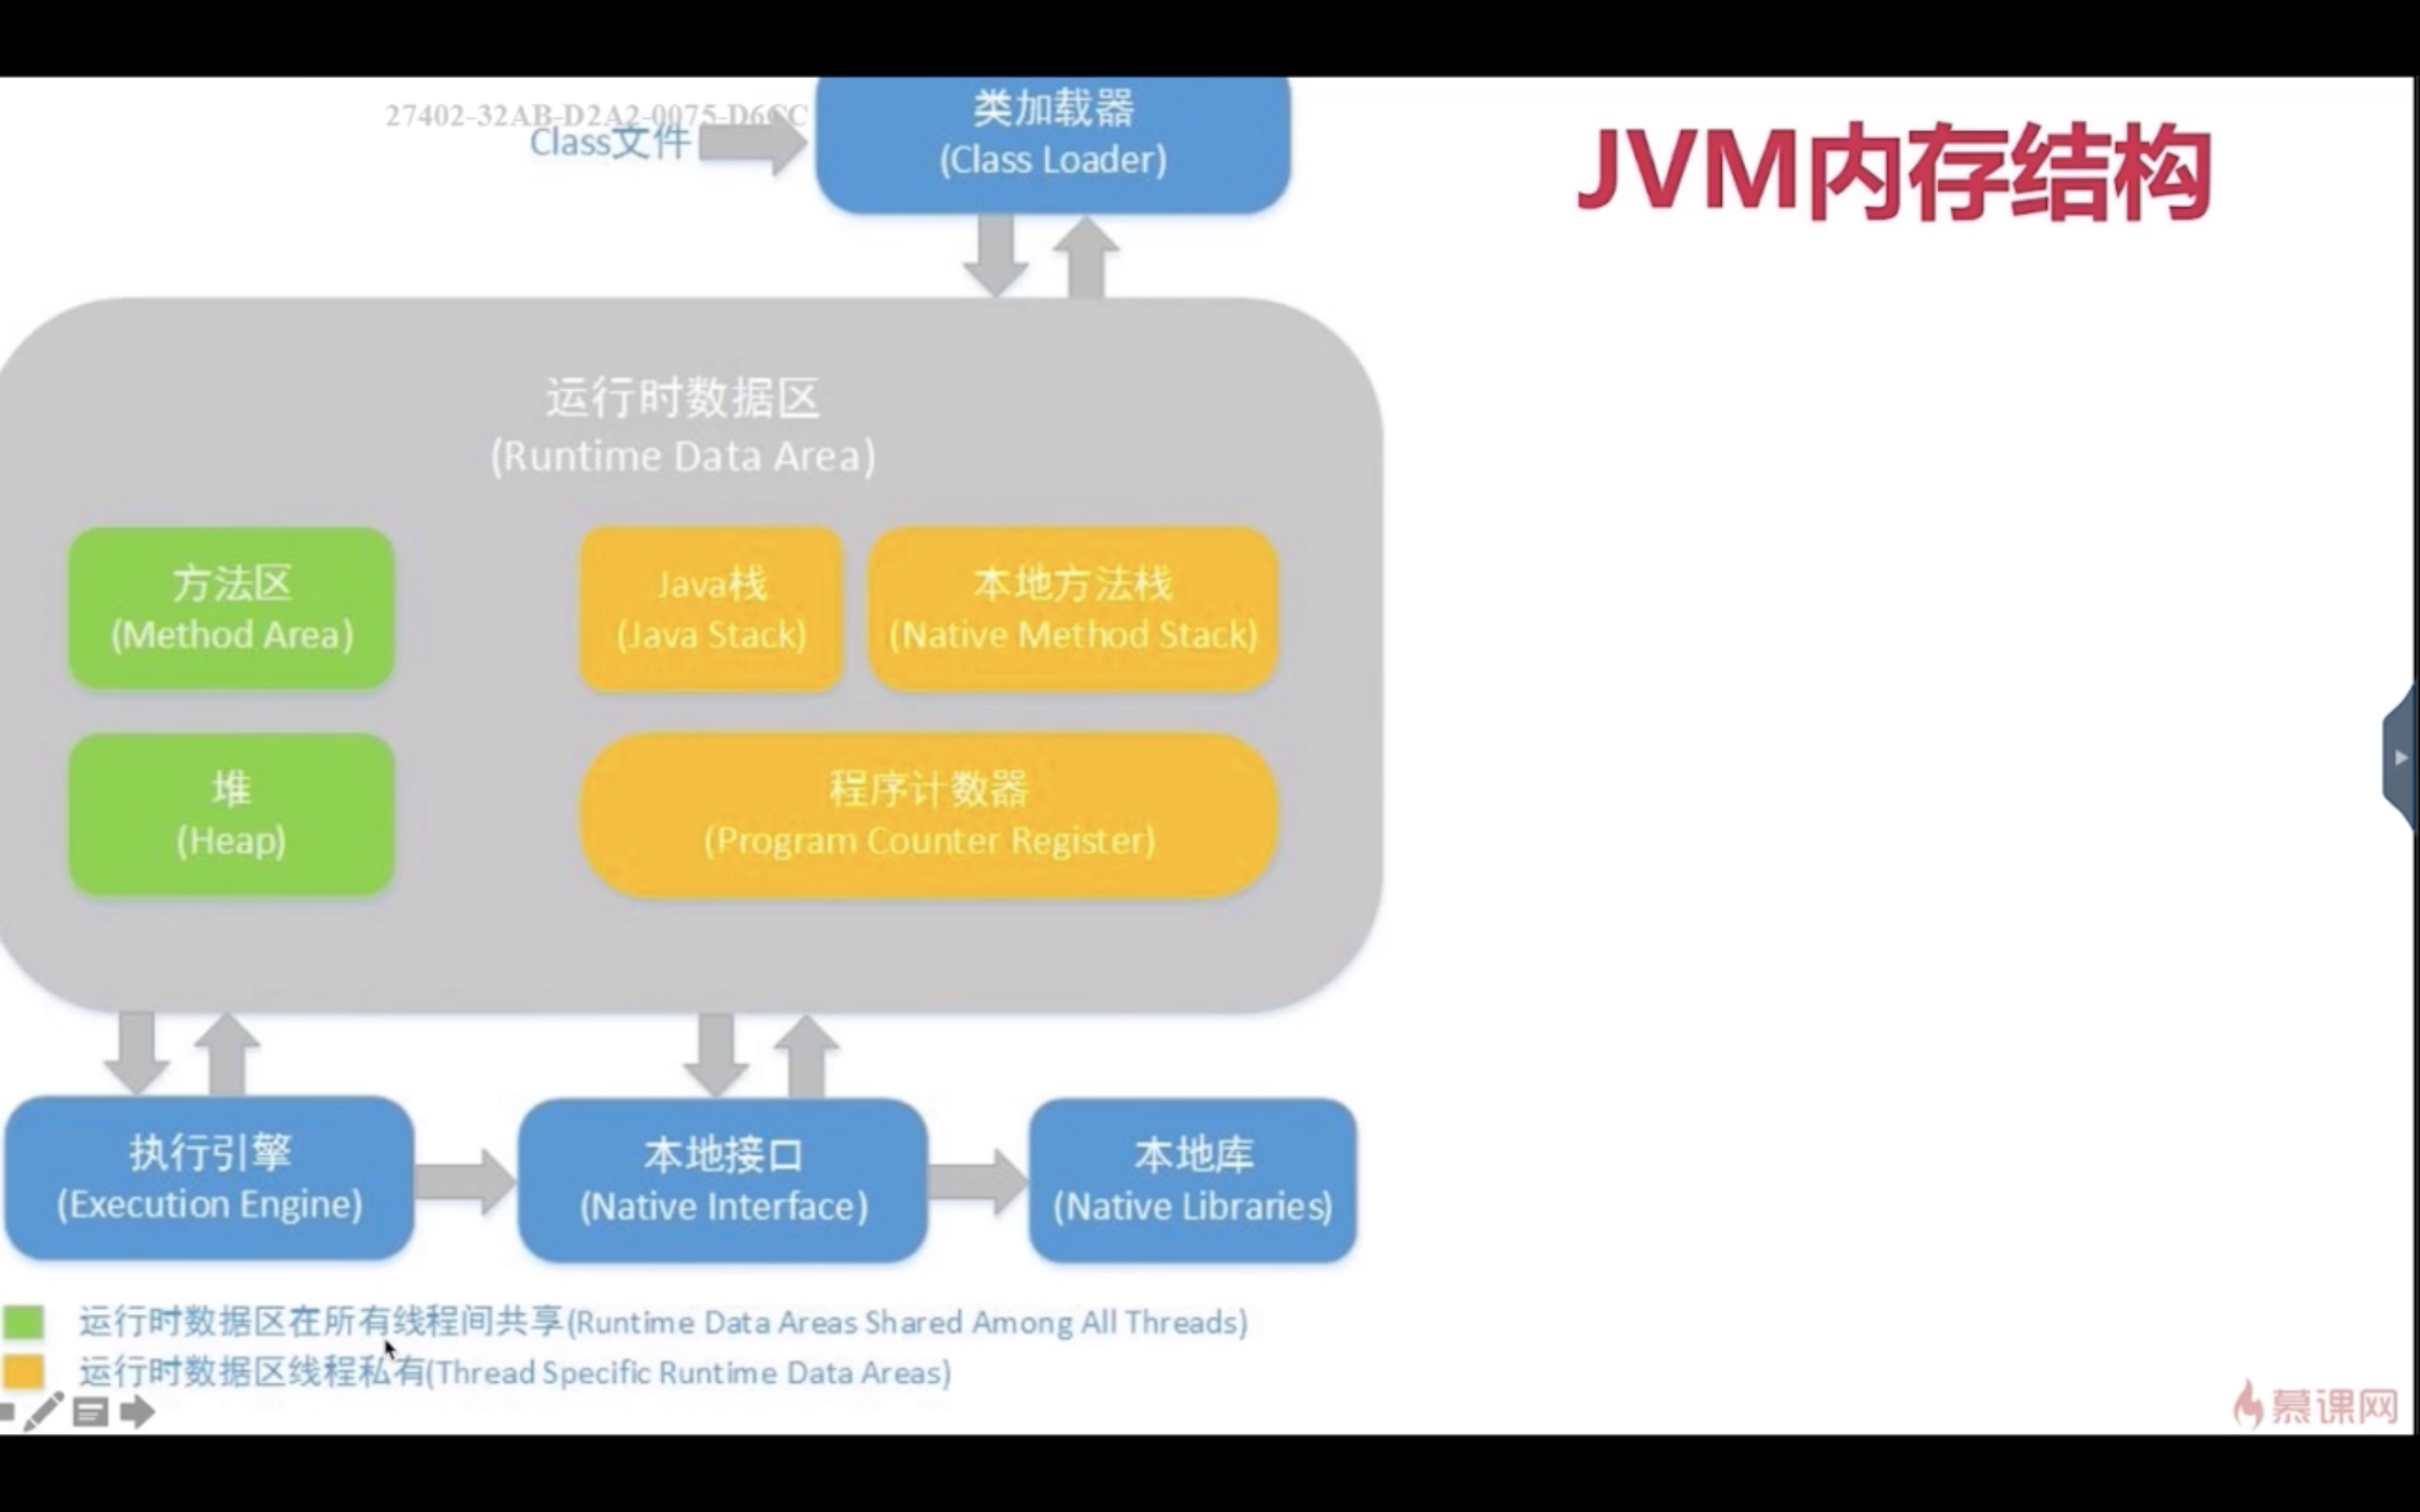 27402-32AB-D2A2-0075-D6CC
Class文件
类加载器
(Class Loader)
JVM内存结构
运行时数据区
(Runtime Data Area)
方法区
(Method Area)
Java栈
(Java Stack)
本地方法栈
(Native Method Stack)
堆
(Heap)
程序计数器
(Program Counter Register)
执行引擎
(Execution Engine)
本地接口
(Native Interface)
本地库
(Native Libraries)
运行时数据区在所有线程间共享(Runtime Data Areas Shared Among All Threads)
运行时数据区线程私有(Thread Specific Runtime Data Areas)
慕课网